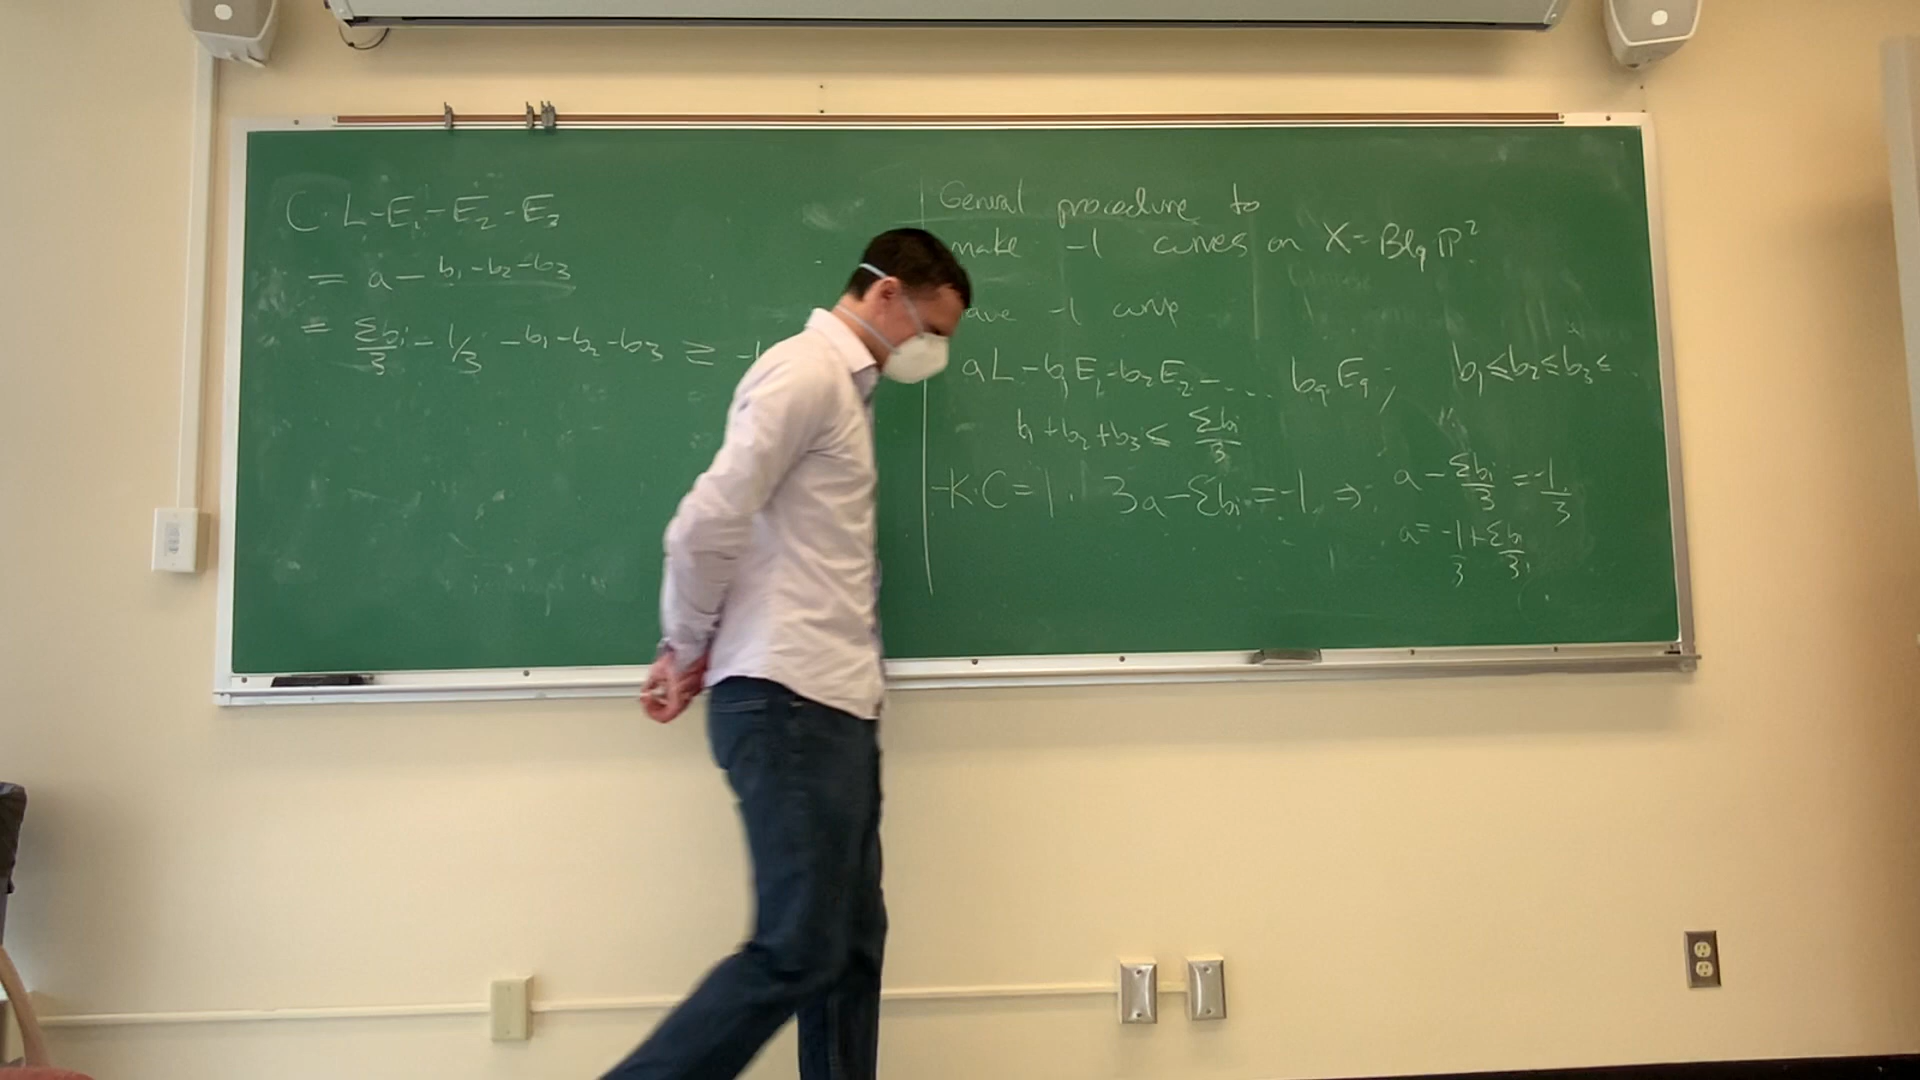 C · L-E₁-E₂-E₃
= a - b₁-b₂-b₃
= Σbi/3 - 1/3 -b₁-b₂-b₃ ≥
General procedure to
make -1 curves on X = Bl₉ P²
-1 curve
aL-b₁E₁-b₂E₂-... b₉E₉; b₁≤b₂≤b₃≤
b₁+b₂+b₃ ≤ Σbi/3
-K·C=1. 3a-Σbi=-1 ⇒ a - Σbi/3 = -1/3
a = -1/3 + Σbi/3